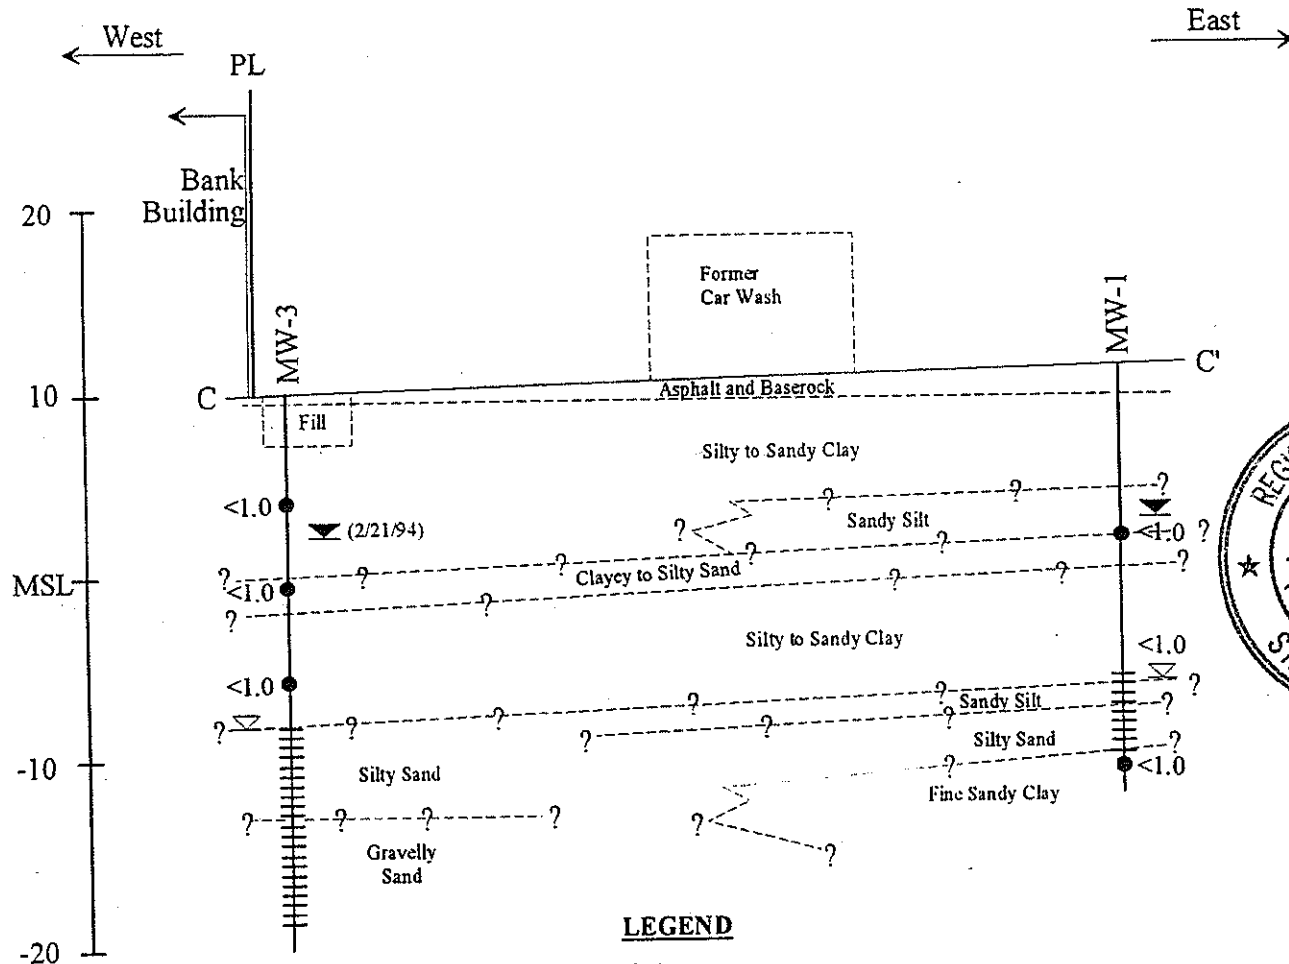 West
East
PL
Bank
Building
20
Former
Car Wash
MW-3
MW-1
C
C'
10
Asphalt and Baserock
Fill
Silty to Sandy Clay
?
?
?
<1.0
Sandy Silt
(2/21/94)
?
<1.0
?
?
?
?
?
?
Clayey to Silty Sand
MSL
<1.0
?
?
?
?
?
Silty to Sandy Clay
<1.0
<1.0
?
?
?
Sandy Silt
?
?
?
?
?
?
?
Silty Sand
?
-10
Silty Sand
?
<1.0
Fine Sandy Clay
?
?
?
?
?
?
Gravelly
Sand
LEGEND
-20